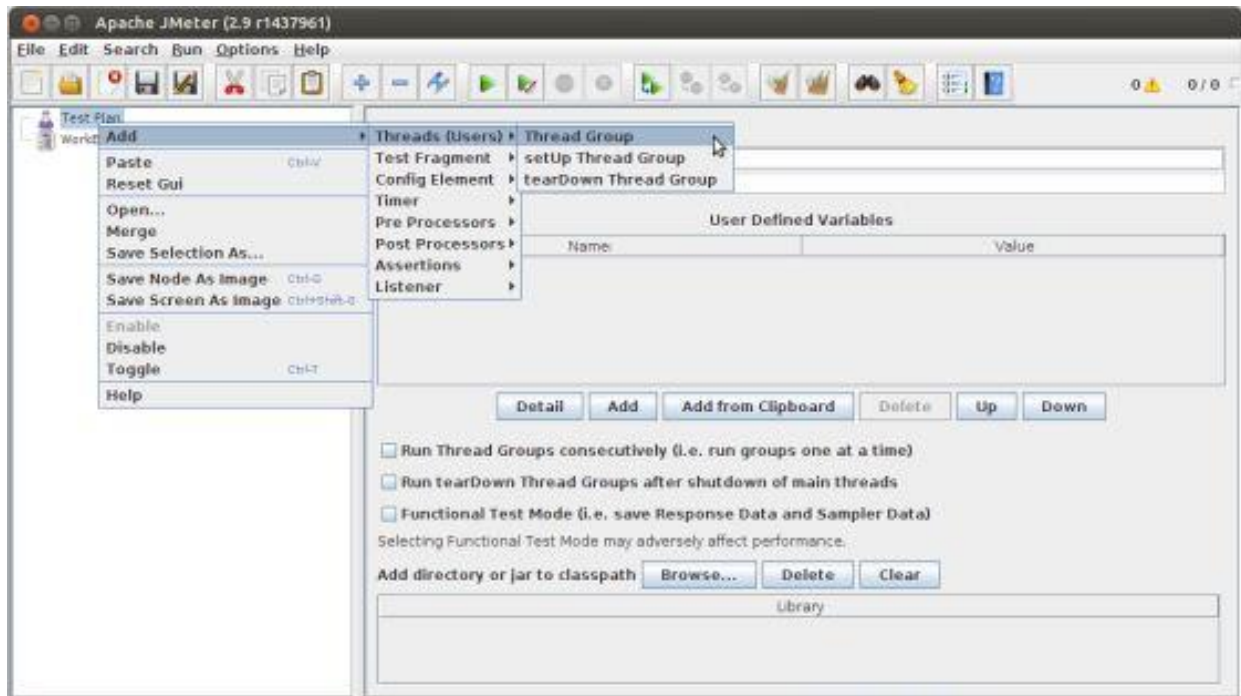 Apache JMeter (2.9 r1437961)
File Edit Search Run Options Help
0 0 / 0
Test Plan
Add
Paste Ctrl-V
Reset Gui
Open...
Merge
Save Selection As...
Save Node As Image Ctrl-G
Save Screen As Image Ctrl+Shift-G
Enable
Disable
Toggle Ctrl-T
Help
Threads (Users)
Test Fragment
Config Element
Timer
Pre Processors
Post Processors
Assertions
Listener
Thread Group
setUp Thread Group
tearDown Thread Group
User Defined Variables
Name: Value
Detail Add Add from Clipboard Delete Up Down
Run Thread Groups consecutively (i.e. run groups one at a time)
Run tearDown Thread Groups after shutdown of main threads
Functional Test Mode (i.e. save Response Data and Sampler Data)
Selecting Functional Test Mode may adversely affect performance.
Add directory or jar to classpath Browse... Delete Clear
Library